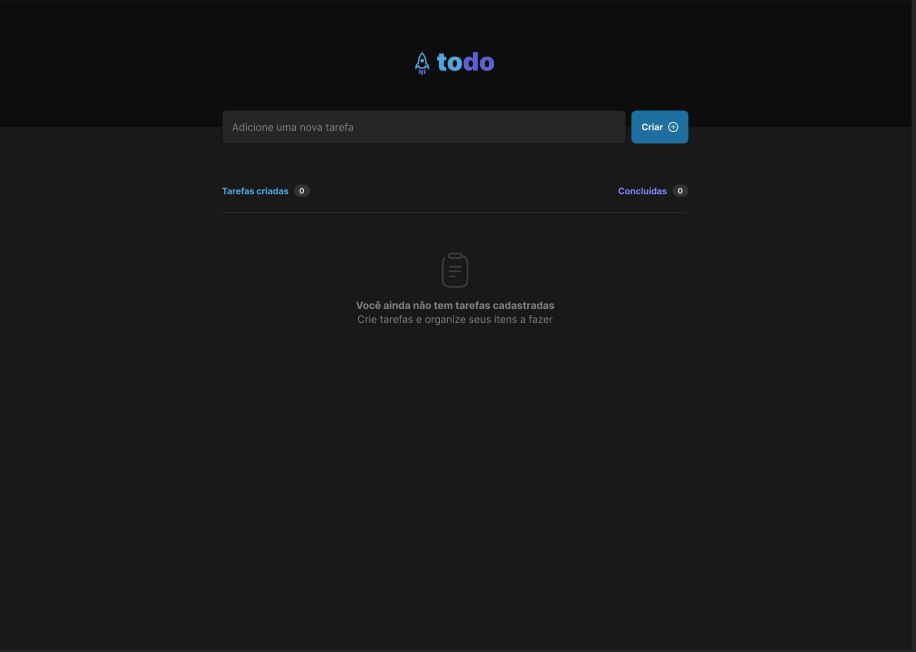 todo
Adicione uma nova tarefa
Criar
Tarefas criadas 0
Concluídas 0
Você ainda não tem tarefas cadastradas
Crie tarefas e organize seus itens a fazer